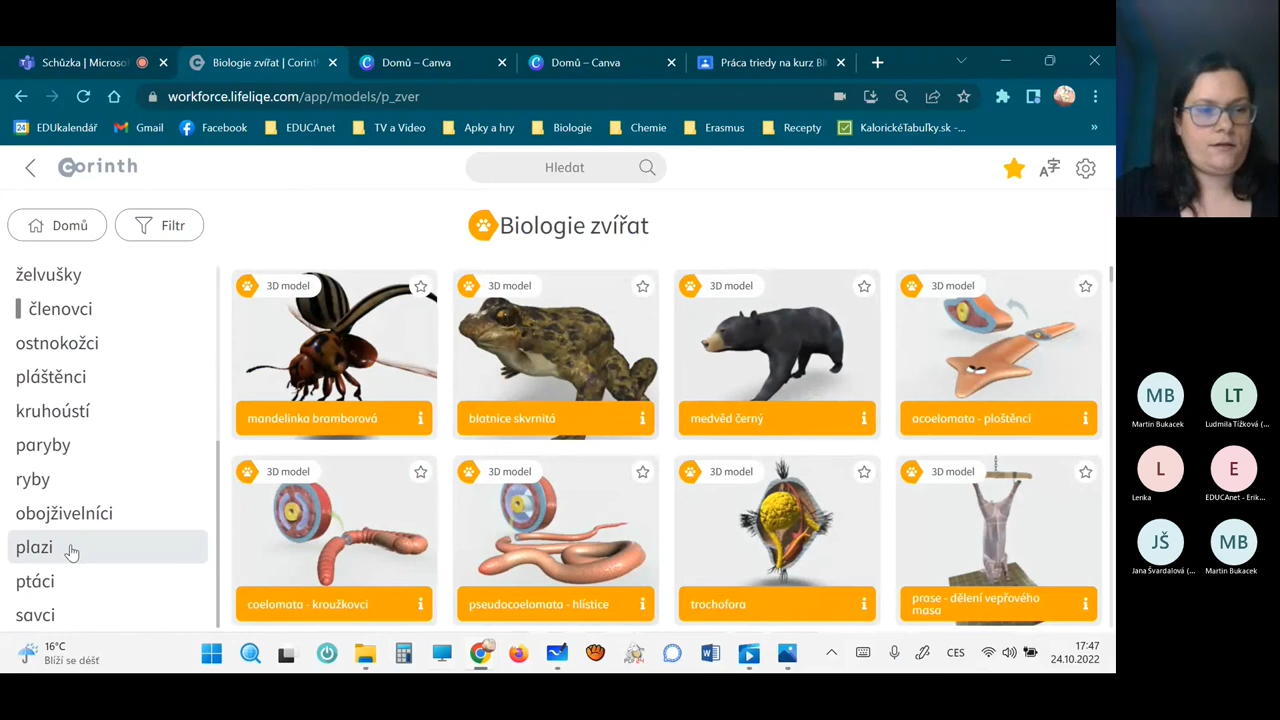 Schůzka | Microso
Biologie zvířat | Corint
Domů – Canva
Domů – Canva
Práca triedy na kurz BI
workforce.lifeliqe.com/app/models/p_zver
24
EDUkalendář
Gmail
Facebook
EDUCAnet
TV a Video
Apky a hry
Biologie
Chemie
Erasmus
Recepty
KalorickéTabuľky.sk -...
»
Corinth
Hledat
Domů
Filtr
Biologie zvířat
želvušky
členovci
ostnokožci
pláštěnci
kruhoústí
paryby
ryby
obojživelníci
plazi
ptáci
savci
3D model
mandelinka bramborová
3D model
blatnice skvrnitá
3D model
medvěd černý
3D model
acoelomata - ploštěnci
3D model
coelomata - kroužkovci
3D model
pseudocoelomata - hlístice
3D model
trochofora
3D model
prase - dělení vepřového
masa
MB
Martin Bukacek
LT
Ludmila Tížková (...
L
Lenka
E
EDUCAnet - Erik...
JŠ
Jana Švardalová (...
MB
Martin Bukacek
16°C
Blíží se déšť
CES
17:47
24.10.2022